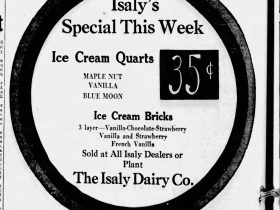 Isaly's
Special This Week
Ice Cream Quarts
MAPLE NUT
VANILLA
BLUE MOON
35¢
Ice Cream Bricks
3 layer—Vanilla-Chocolate-Strawberry
Vanilla and Strawberry
French Vanilla
Sold at All Isaly Dealers or
Plant
The Isaly Dairy Co.